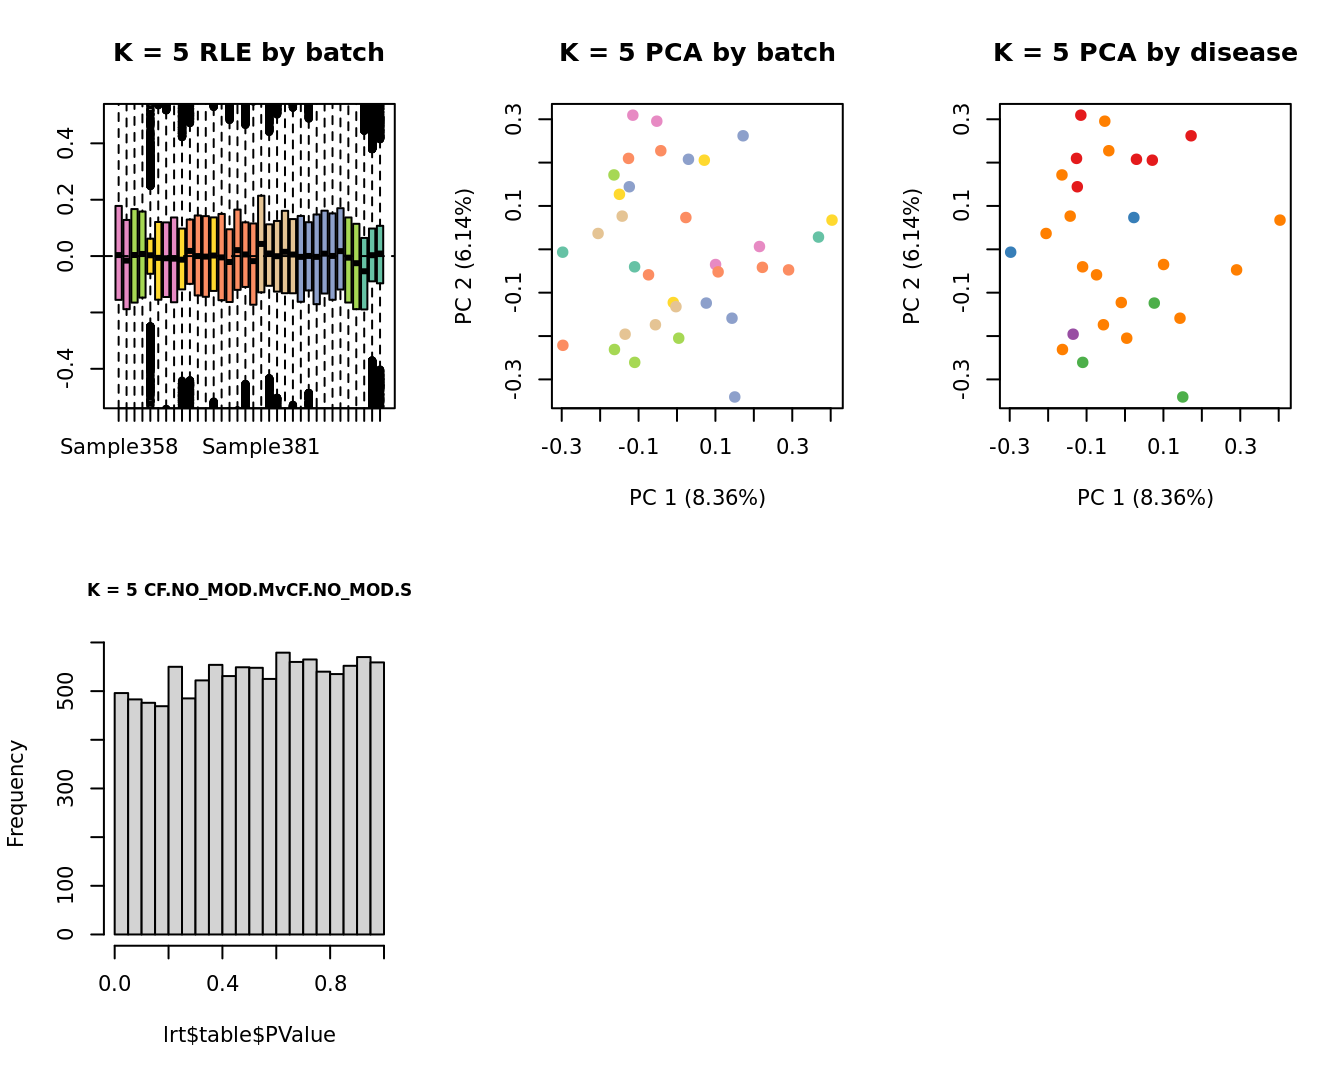 K = 5 RLE by batch
0.4
0.2
0.0
-0.4
Sample358 Sample381
K = 5 PCA by batch
PC 2 (6.14%)
0.3
0.1
-0.1
-0.3
-0.3 -0.1 0.1 0.3
PC 1 (8.36%)
K = 5 PCA by disease
PC 2 (6.14%)
0.3
0.1
-0.1
-0.3
-0.3 -0.1 0.1 0.3
PC 1 (8.36%)
K = 5 CF.NO_MOD.MvCF.NO_MOD.S
Frequency
500
300
100
0
0.0 0.4 0.8
lrt$table$PValue